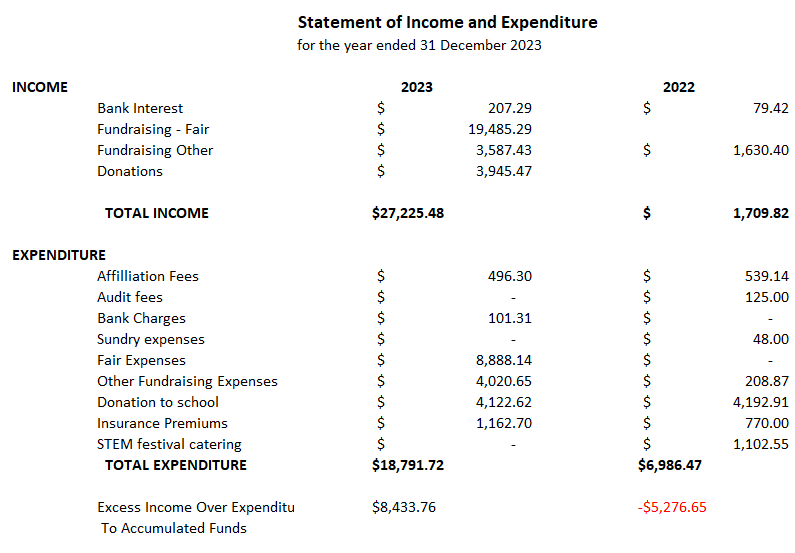 Statement of Income and Expenditure
for the year ended 31 December 2023
INCOME 2023 2022
Bank Interest $ 207.29 $ 79.42
Fundraising - Fair $ 19,485.29
Fundraising Other $ 3,587.43 $ 1,630.40
Donations $ 3,945.47
TOTAL INCOME $27,225.48 $ 1,709.82
EXPENDITURE
Affilliation Fees $ 496.30 $ 539.14
Audit fees $ - $ 125.00
Bank Charges $ 101.31 $ -
Sundry expenses $ - $ 48.00
Fair Expenses $ 8,888.14 $ -
Other Fundraising Expenses $ 4,020.65 $ 208.87
Donation to school $ 4,122.62 $ 4,192.91
Insurance Premiums $ 1,162.70 $ 770.00
STEM festival catering $ - $ 1,102.55
TOTAL EXPENDITURE $18,791.72 $6,986.47
Excess Income Over Expenditu $8,433.76 -$5,276.65
To Accumulated Funds